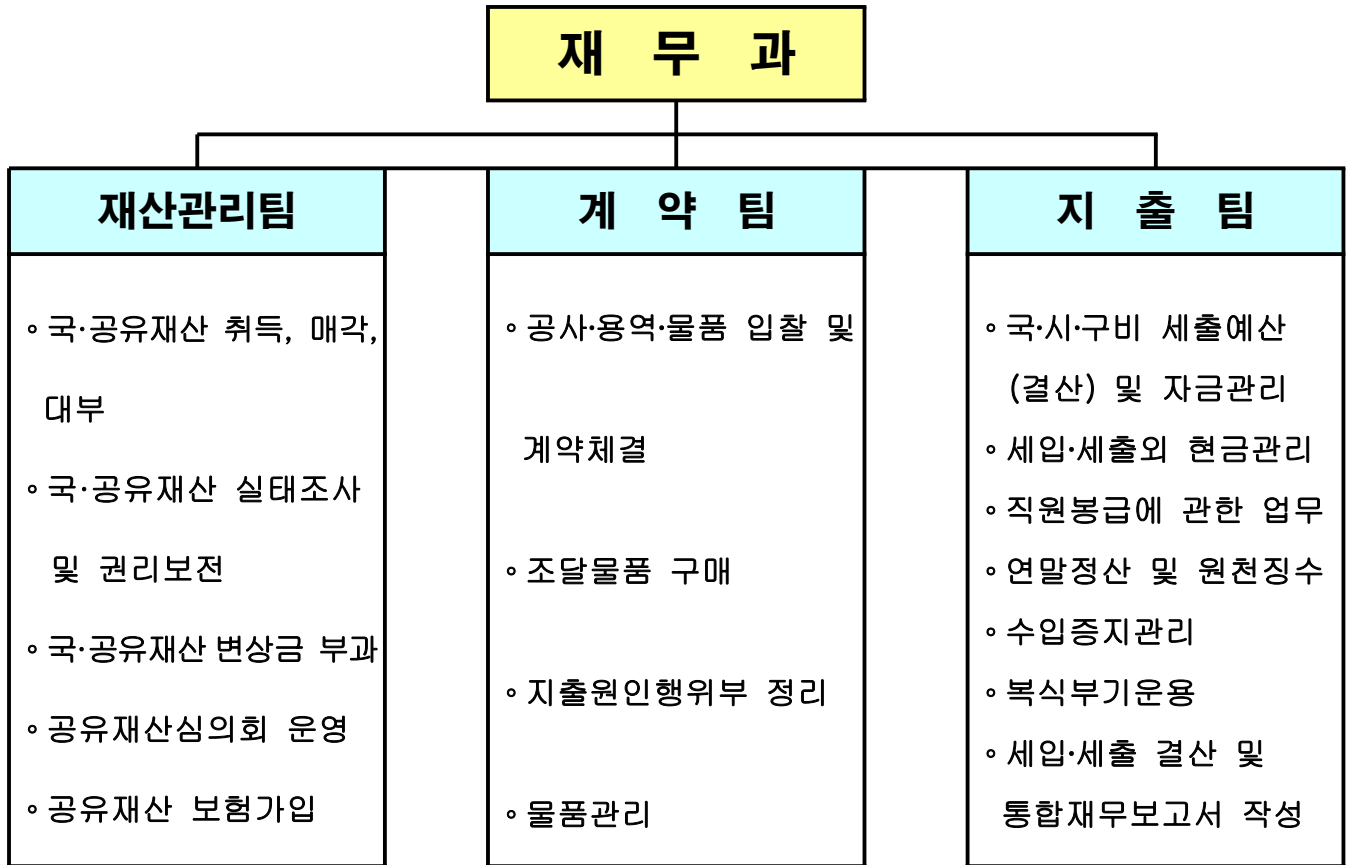 재 무 과
재산관리팀
◦ 국·공유재산 취득, 매각,
대부
◦ 국·공유재산 실태조사
및 권리보전
◦ 국·공유재산 변상금 부과
◦ 공유재산심의회 운영
◦ 공유재산 보험가입
계 약 팀
◦ 공사·용역·물품 입찰 및
계약체결
◦ 조달물품 구매
◦ 지출원인행위부 정리
◦ 물품관리
지 출 팀
◦ 국·시·구비 세출예산
(결산) 및 자금관리
◦ 세입·세출외 현금관리
◦ 직원봉급에 관한 업무
◦ 연말정산 및 원천징수
◦ 수입증지관리
◦ 복식부기운용
◦ 세입·세출 결산 및
통합재무보고서 작성